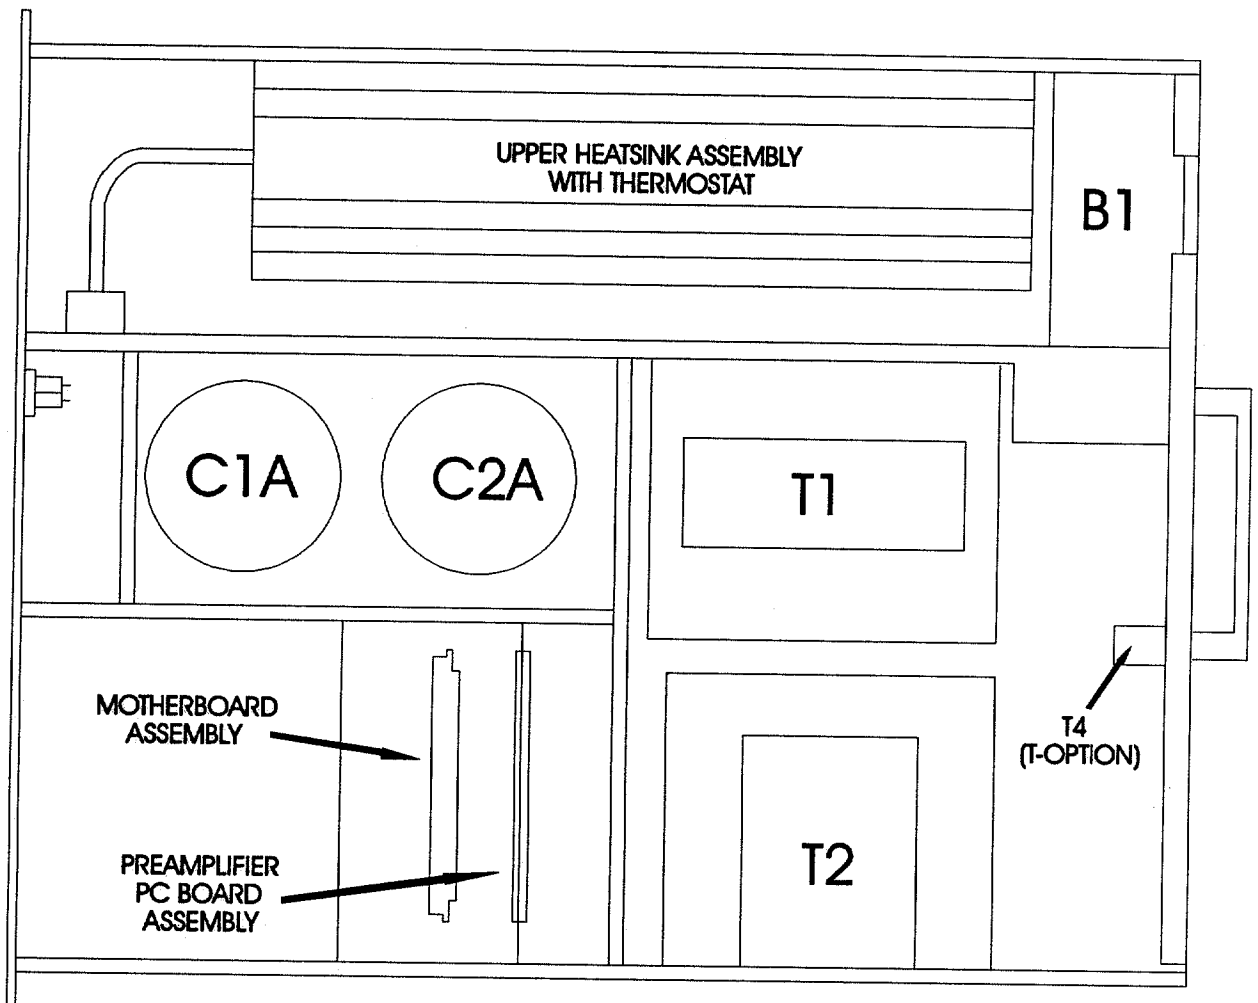 UPPER HEATSINK ASSEMBLY
WITH THERMOSTAT
B1
C1A
C2A
T1
MOTHERBOARD
ASSEMBLY
T4
(T-OPTION)
PREAMPLIFIER
PC BOARD
ASSEMBLY
T2